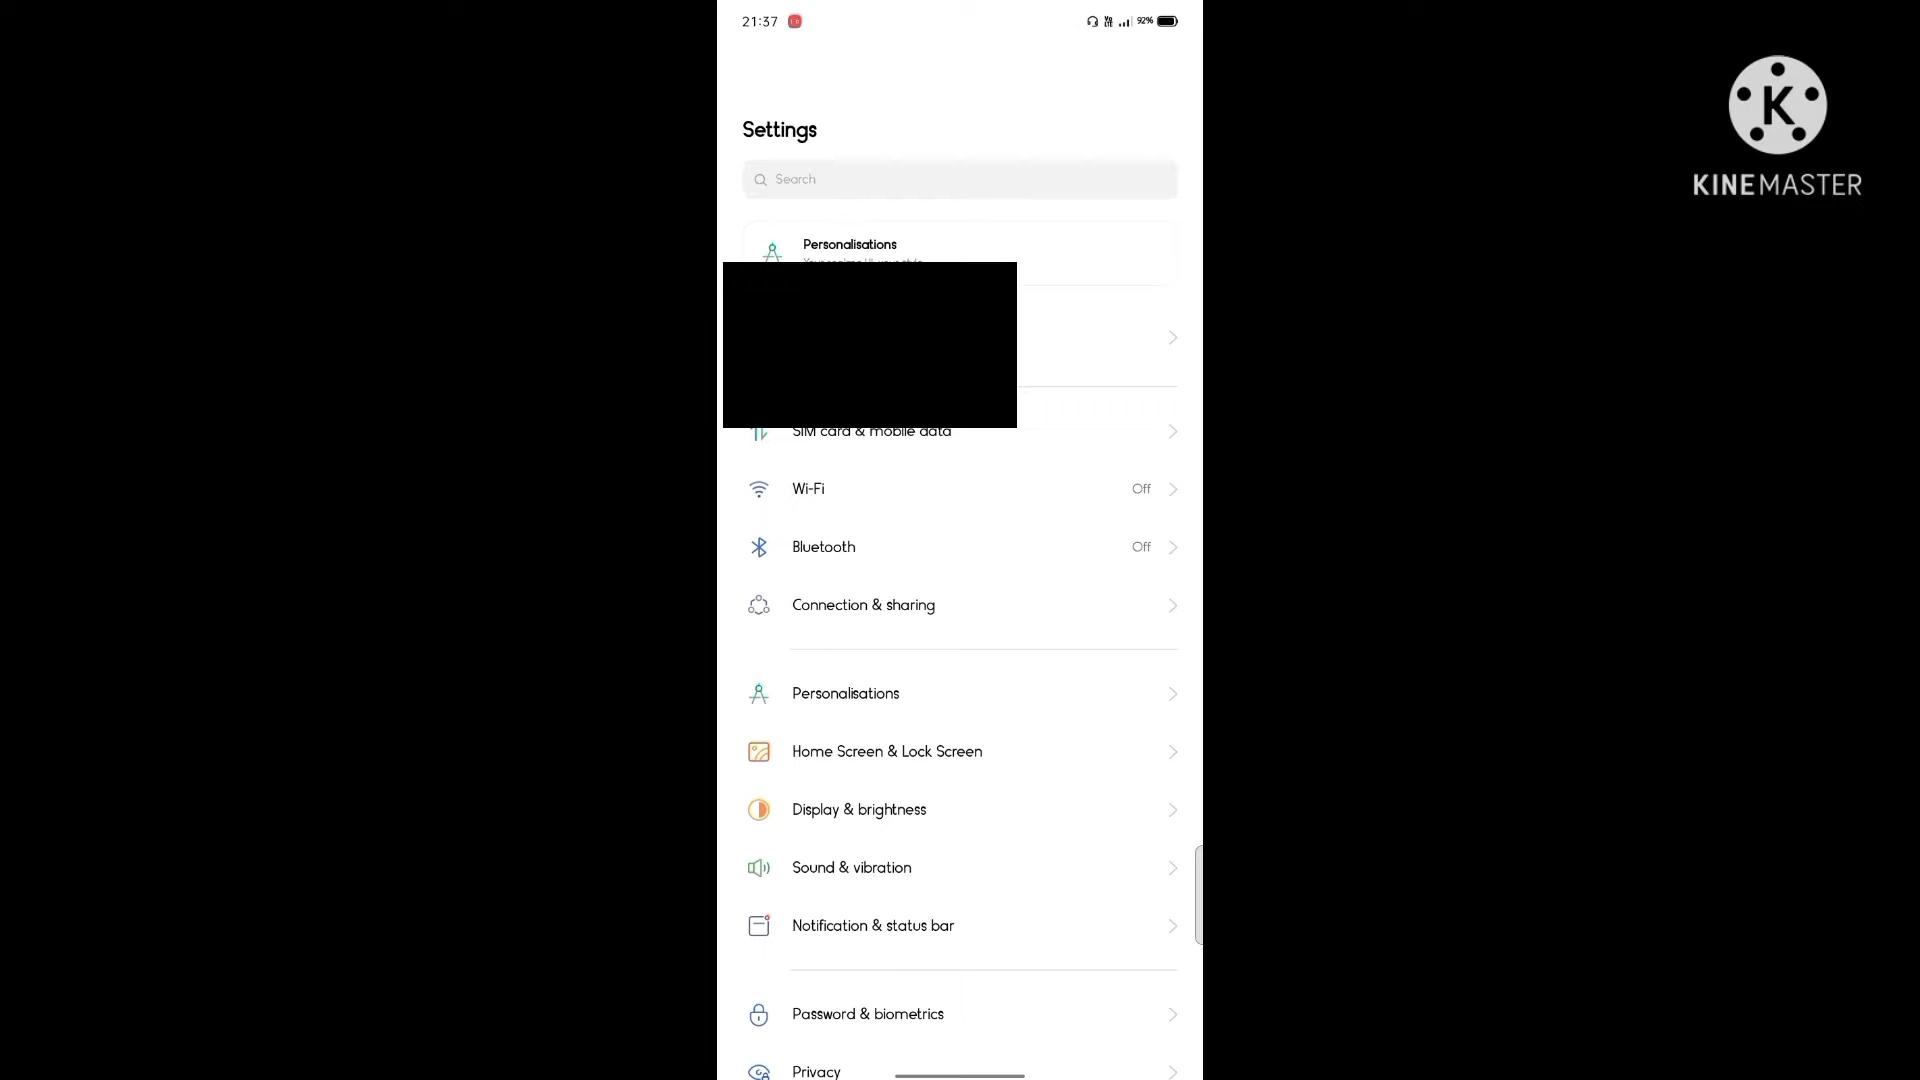 21:37
92%
K
KINEMASTER
Settings
Search
Personalisations
SIM card & mobile data
Wi-Fi
Off
Bluetooth
Off
Connection & sharing
Personalisations
Home Screen & Lock Screen
Display & brightness
Sound & vibration
Notification & status bar
Password & biometrics
Privacy